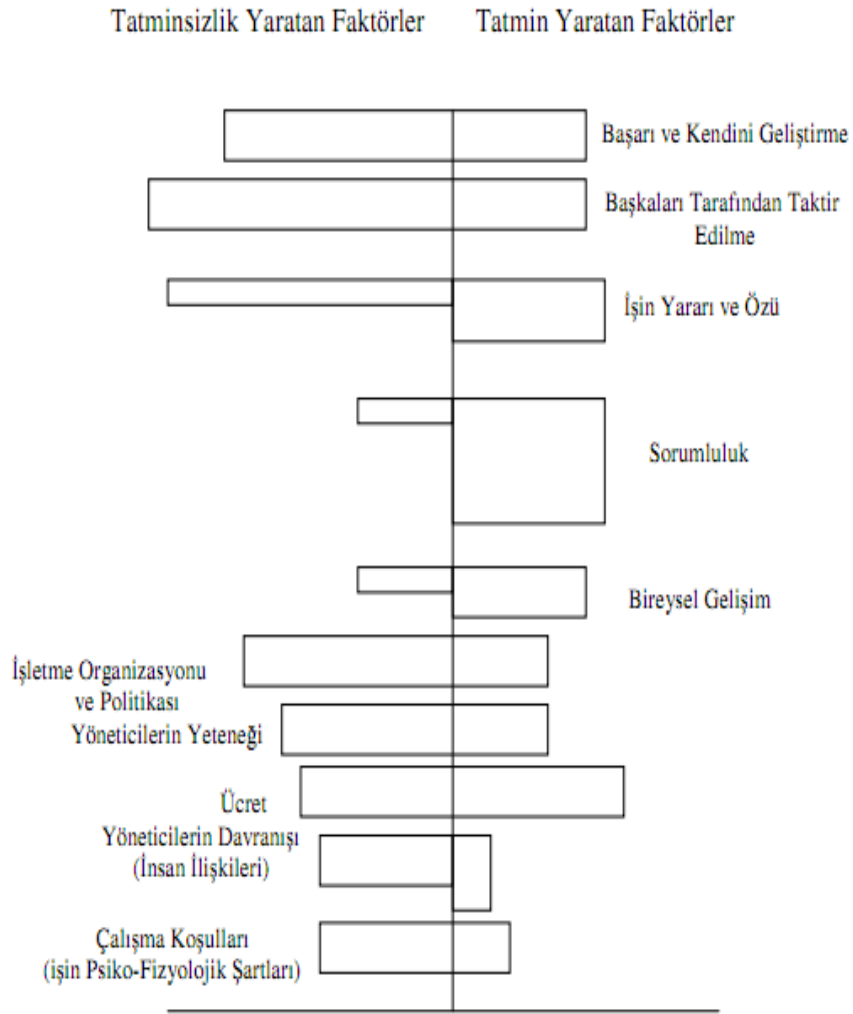 Tatminsizlik Yaratan Faktörler
Tatmin Yaratan Faktörler
Başarı ve Kendini Geliştirme
Başkaları Tarafından Taktir
Edilme
İşin Yararı ve Özü
Sorumluluk
Bireysel Gelişim
İşletme Organizasyonu
ve Politikası
Yöneticilerin Yeteneği
Ücret
Yöneticilerin Davranışı
(İnsan İlişkileri)
Çalışma Koşulları
(işin Psiko-Fizyolojik Şartları)